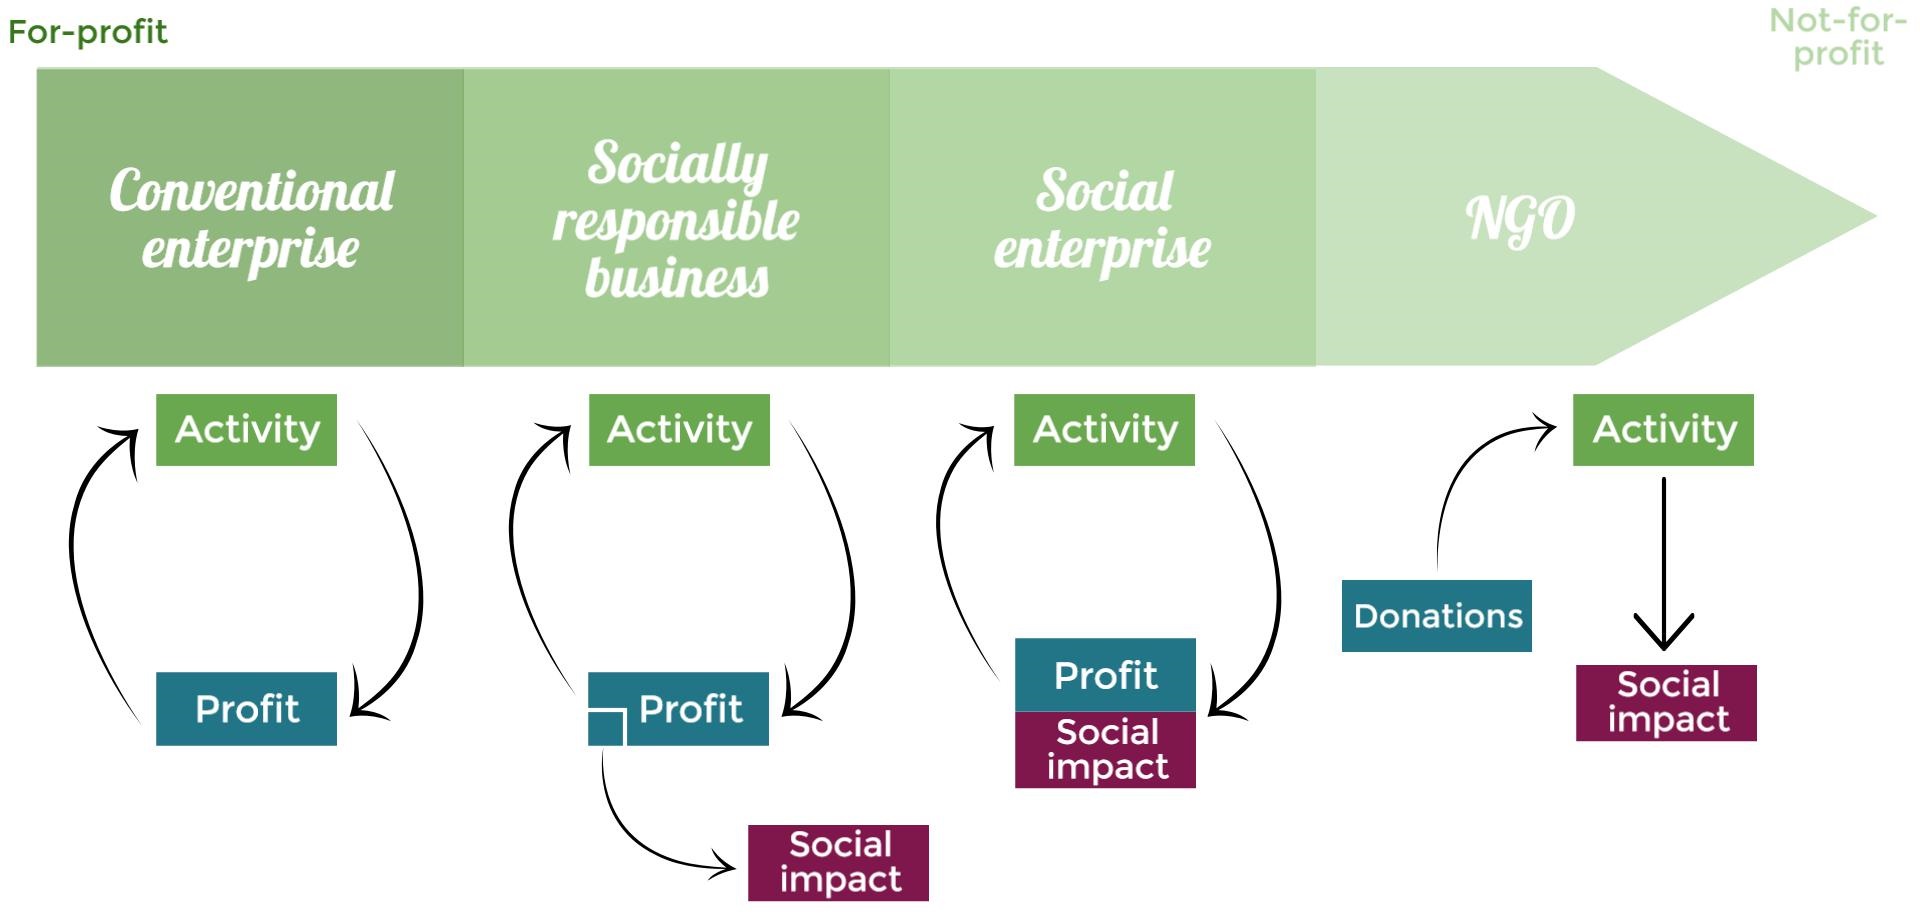 For-profit
Not-for-
profit
Conventional
enterprise
Socially
responsible
business
Social
enterprise
NGO
Activity
Activity
Activity
Activity
Donations
Profit
Profit
Profit
Social
impact
Social
impact
Social
impact